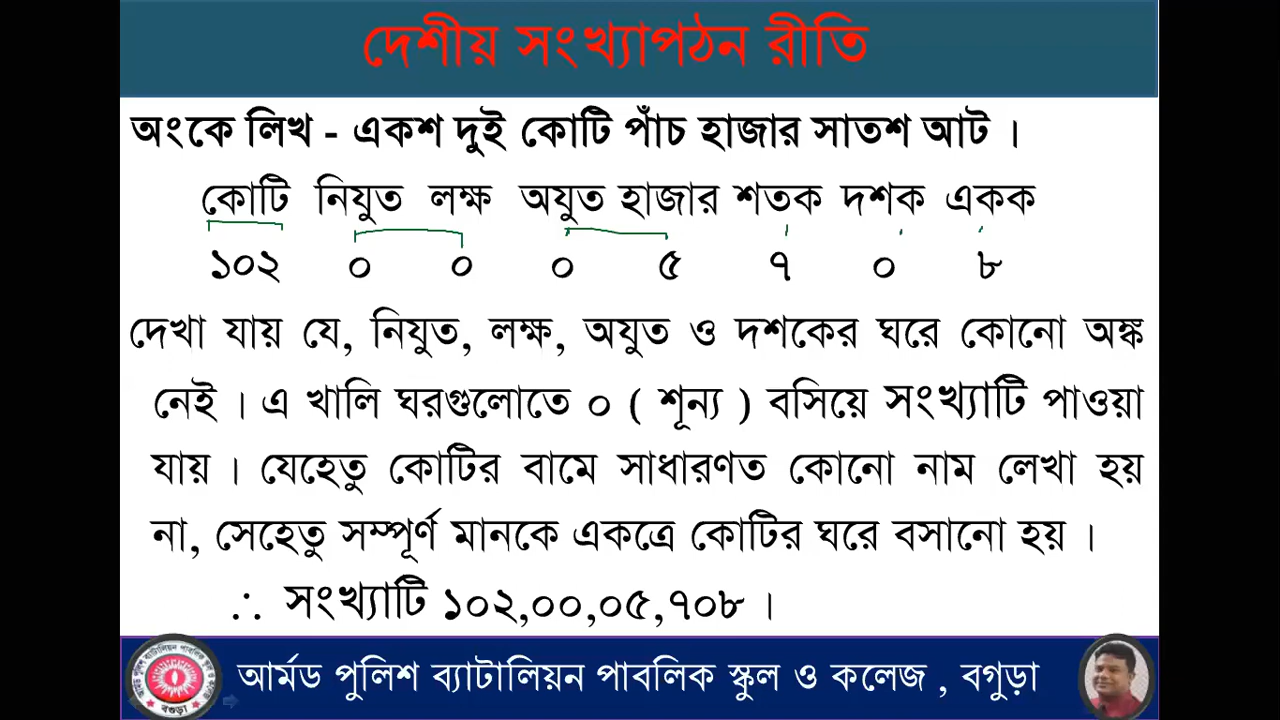 দেশীয় সংখ্যাপঠন রীতি
অংকে লিখ - একশ দুই কোটি পাঁচ হাজার সাতশ আট ।
কোটি নিযুত লক্ষ অযুত হাজার শতক দশক একক
১০২ ০ ০ ০ ৫ ৭ ০ ৮
দেখা যায় যে, নিযুত, লক্ষ, অযুত ও দশকের ঘরে কোনো অঙ্ক
নেই । এ খালি ঘরগুলোতে ০ ( শূন্য ) বসিয়ে সংখ্যাটি পাওয়া
যায় । যেহেতু কোটির বামে সাধারণত কোনো নাম লেখা হয়
না, সেহেতু সম্পূর্ণ মানকে একত্রে কোটির ঘরে বসানো হয় ।
∴ সংখ্যাটি ১০২,০০,০৫,৭০৮ ।
আর্মড পুলিশ ব্যাটালিয়ন পাবলিক স্কুল ও কলেজ , বগুড়া